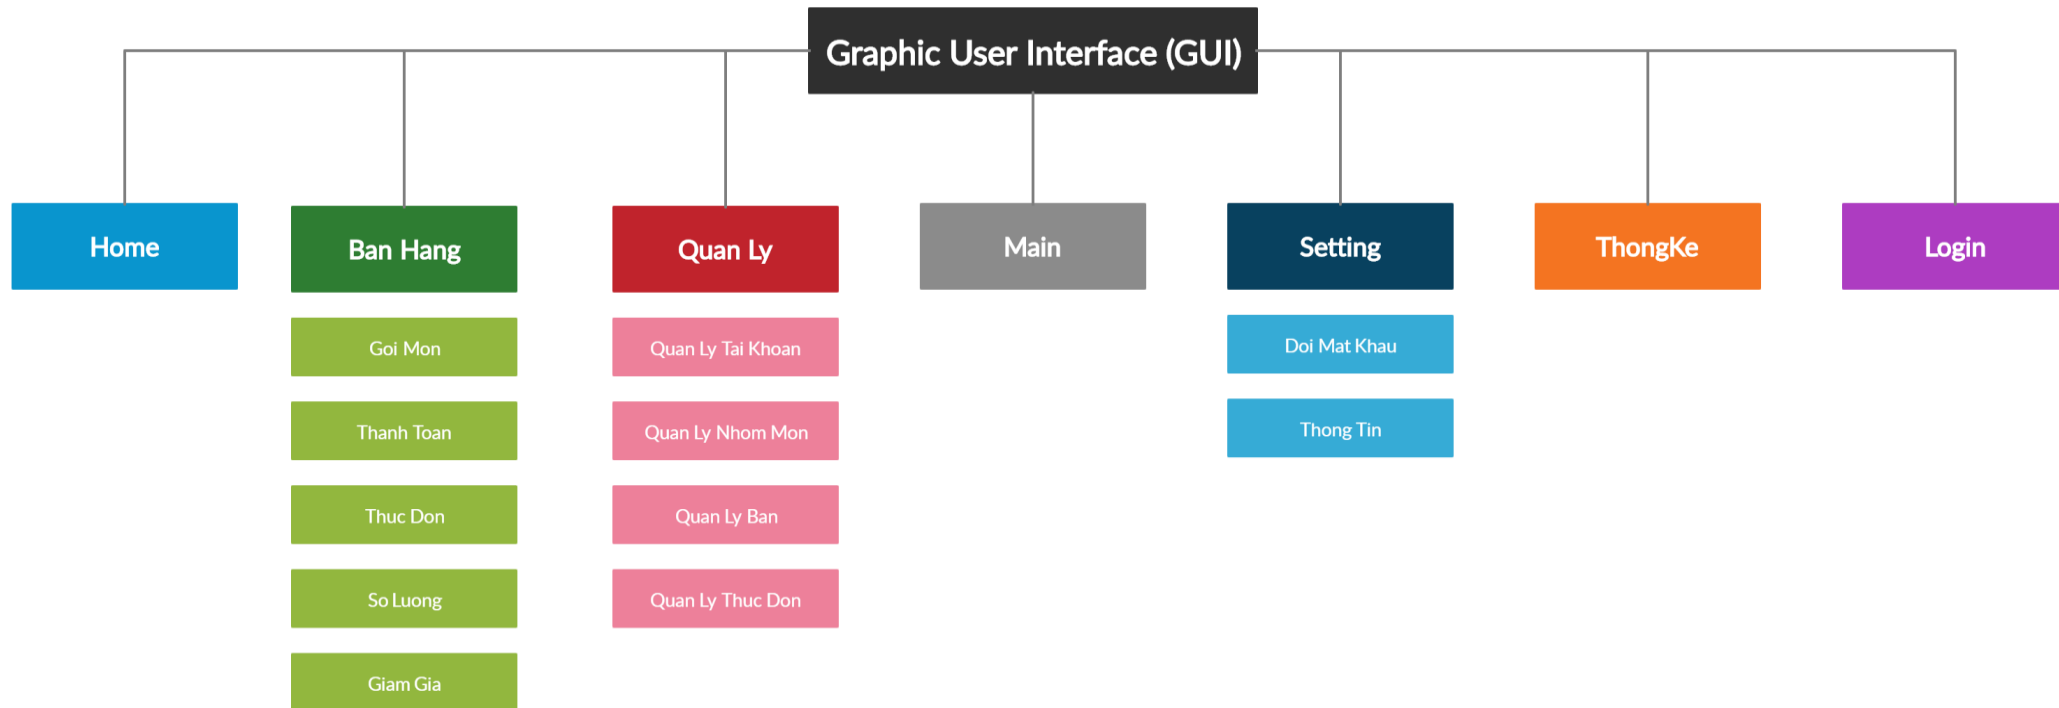 Graphic User Interface (GUI)
Home
Ban Hang
Quan Ly
Main
Setting
ThongKe
Login
Goi Mon
Thanh Toan
Thuc Don
So Luong
Giam Gia
Quan Ly Tai Khoan
Quan Ly Nhom Mon
Quan Ly Ban
Quan Ly Thuc Don
Doi Mat Khau
Thong Tin